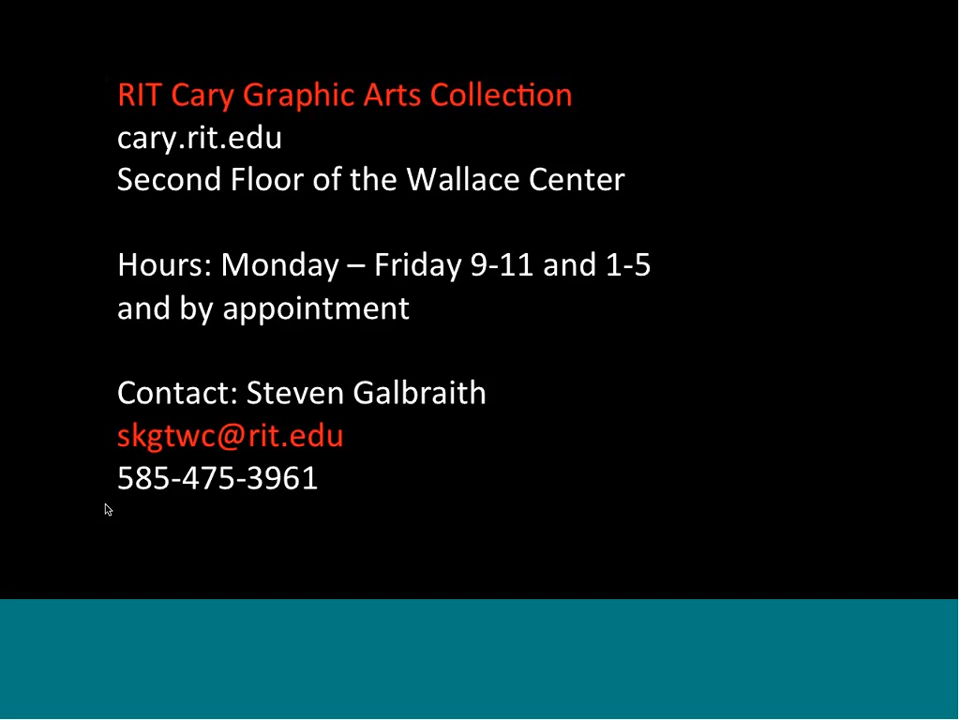 RIT Cary Graphic Arts Collection
cary.rit.edu
Second Floor of the Wallace Center
Hours: Monday – Friday 9-11 and 1-5
and by appointment
Contact: Steven Galbraith
skgtwc@rit.edu
585-475-3961